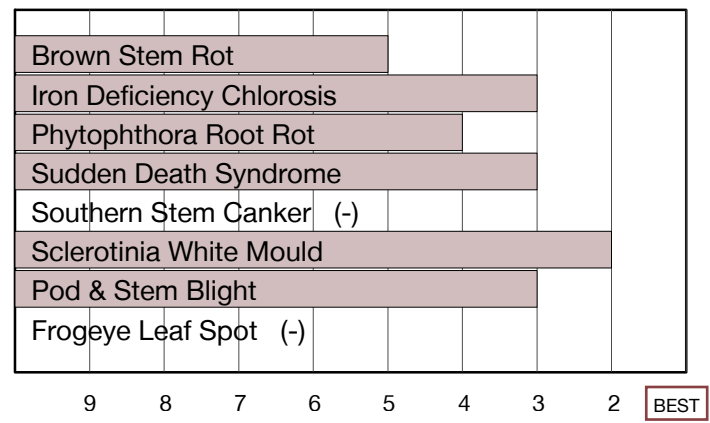 Brown Stem Rot
Iron Deficiency Chlorosis
Phytophthora Root Rot
Sudden Death Syndrome
Southern Stem Canker (-)
Sclerotinia White Mould
Pod & Stem Blight
Frogeye Leaf Spot (-)
9 8 7 6 5 4 3 2 BEST